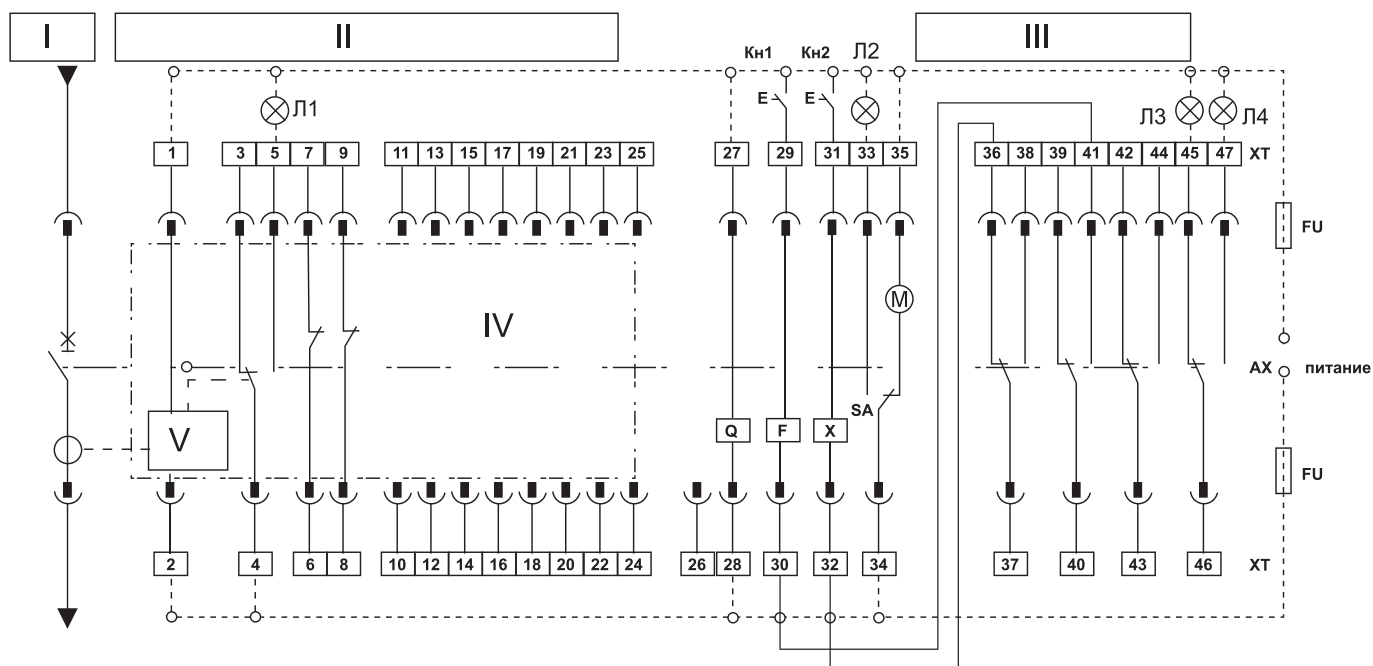 I II III
Кн1 Кн2 Л2
Л1 E E Л3 Л4
1 3 5 7 9 11 13 15 17 19 21 23 25 27 29 31 33 35 36 38 39 41 42 44 45 47 XT
FU
M
IV
AX питание
SA
V Q F X
FU
2 4 6 8 10 12 14 16 18 20 22 24 26 28 30 32 34 37 40 43 46 XT